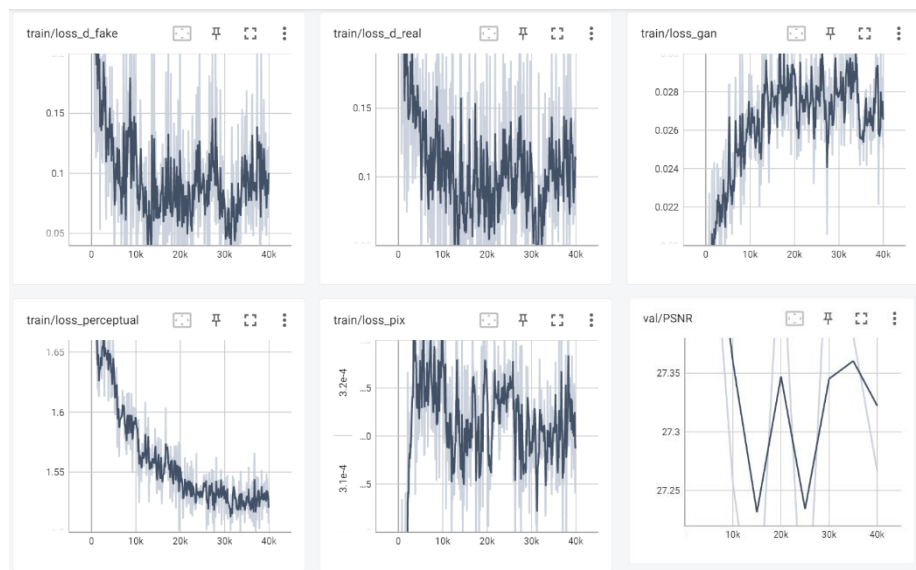 train/loss_d_fake
0.15
0.1
0.05
0 10k 20k 30k 40k
train/loss_d_real
0.15
0.1
0 10k 20k 30k 40k
train/loss_gan
0.028
0.026
0.024
0.022
0 10k 20k 30k 40k
train/loss_perceptual
1.65
1.6
1.55
0 10k 20k 30k 40k
train/loss_pix
3.2e-4
3.1e-4
...5
...0
...5
0 10k 20k 30k 40k
val/PSNR
27.35
27.3
27.25
10k 20k 30k 40k